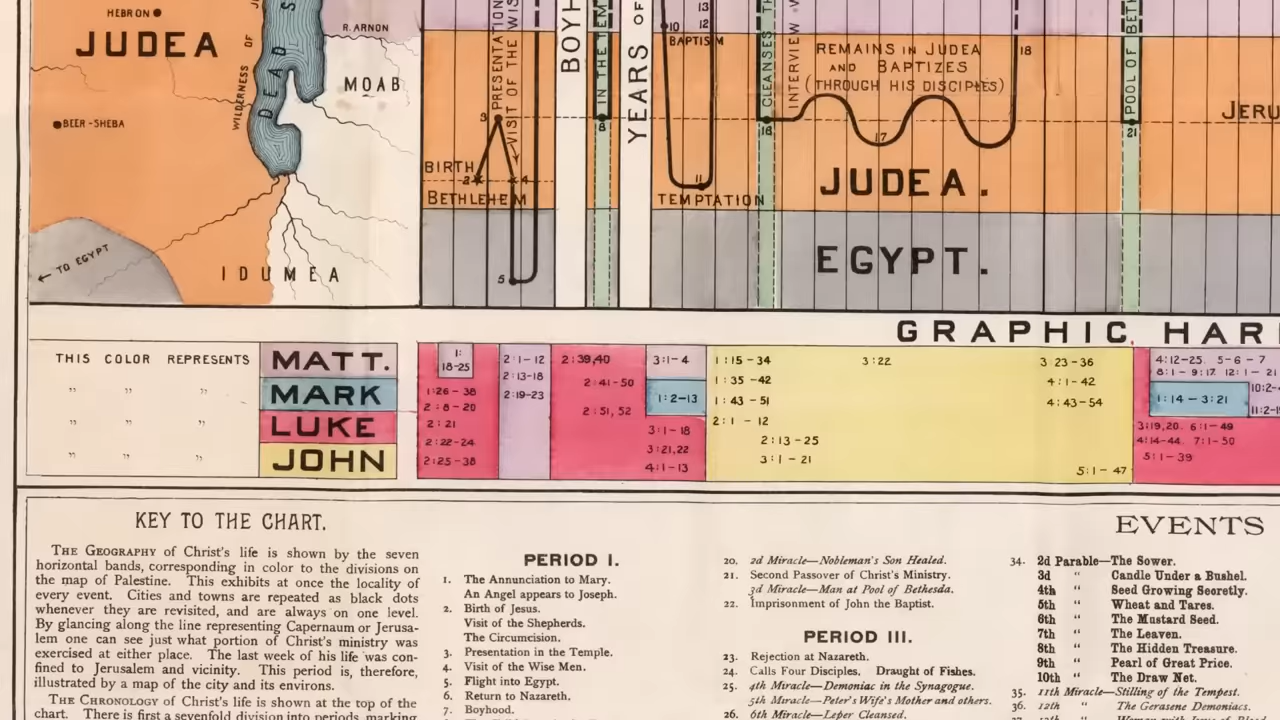 HEBRON
JUDEA
WILDERNESS OF
DEAD S
R. ARNON
MOAB
BEER-SHEBA
TO EGYPT
IDUMEA
PRESENTATION
VISIT OF THE WIS
3
BIRTH
2
4
BETHLEHEM
5
BOYH
IN THE TEM
8
YEARS OF
10
13
12
BAPTISM
11
TEMPTATION
CLEANSES TH
INTERVIEW W
16
REMAINS IN JUDEA
AND BAPTIZES
(THROUGH HIS DISCIPLES)
17
18
JUDEA.
EGYPT.
POOL OF BET
21
JERU
GRAPHIC HAR
THIS COLOR REPRESENTS MATT.
" " " MARK
" " " LUKE
" " " JOHN
1:
18-25
1:26-38
2:8-20
2:21
2:22-24
2:25-38
2:1-12
2:13-18
2:19-23
2:39,40
2:41-50
2:51,52
3:1-4
1:2-13
3:1-18
3:21,22
4:1-13
1:15-34
1:35-42
1:43-51
2:1-12
2:13-25
3:1-21
3:22
3:23-36
4:1-42
4:43-54
5:1-47
4:12-25. 5-6-7
8:1-9:17. 12:1-21
1:14-3:21
3:19,20. 6:1-49
4:14-44. 7:1-50
5:1-39
KEY TO THE CHART.
THE GEOGRAPHY of Christ's life is shown by the seven
horizontal bands, corresponding in color to the divisions on
the map of Palestine. This exhibits at once the locality of
every event. Cities and towns are repeated as black dots
whenever they are revisited, and are always on one level.
By glancing along the line representing Capernaum or Jerusa-
lem one can see just what portion of Christ's ministry was
exercised at either place. The last week of his life was con-
fined to Jerusalem and vicinity. This period is, therefore,
illustrated by a map of the city and its environs.
THE CHRONOLOGY of Christ's life is shown at the top of the
chart. There is first a sevenfold division into periods, marking
EVENTS
PERIOD I.
1. The Annunciation to Mary.
An Angel appears to Joseph.
2. Birth of Jesus.
Visit of the Shepherds.
The Circumcision.
3. Presentation in the Temple.
4. Visit of the Wise Men.
5. Flight into Egypt.
6. Return to Nazareth.
7. Boyhood.
20. 2d Miracle—Nobleman's Son Healed.
21. Second Passover of Christ's Ministry.
3d Miracle—Man at Pool of Bethesda.
22. Imprisonment of John the Baptist.
PERIOD III.
23. Rejection at Nazareth.
24. Calls Four Disciples. Draught of Fishes.
25. 4th Miracle—Demoniac in the Synagogue.
5th Miracle—Peter's Wife's Mother and others.
26. 6th Miracle—Leper Cleansed.
34. 2d Parable—The Sower.
3d " Candle Under a Bushel.
4th " Seed Growing Secretly.
5th " Wheat and Tares.
6th " The Mustard Seed.
7th " The Leaven.
8th " The Hidden Treasure.
9th " Pearl of Great Price.
10th " The Draw Net.
35. 11th Miracle—Stilling of the Tempest.
36. 12th " The Gerasene Demoniacs.